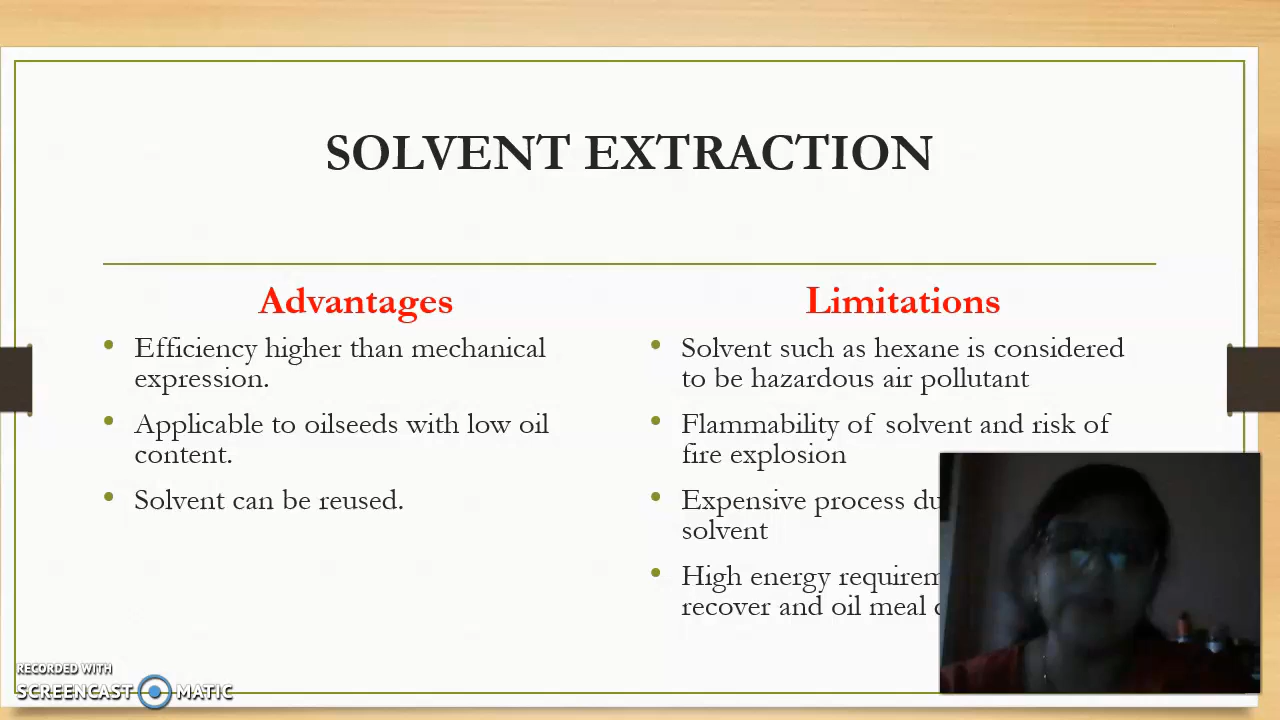 SOLVENT EXTRACTION
Advantages
• Efficiency higher than mechanical
expression.
• Applicable to oilseeds with low oil
content.
• Solvent can be reused.
Limitations
• Solvent such as hexane is considered
to be hazardous air pollutant
• Flammability of solvent and risk of
fire explosion
• Expensive process
solvent
• High energy
recover and oil meal
RECORDED WITH
SCREENCAST MATIC